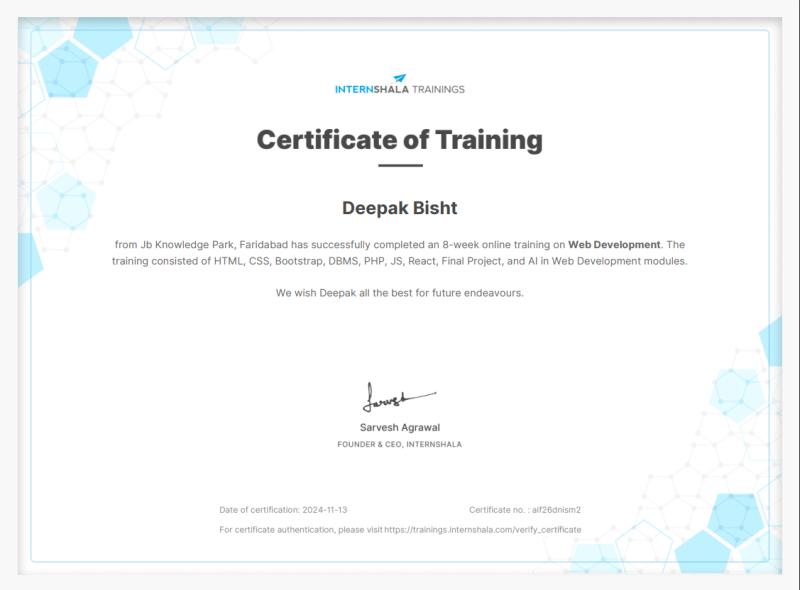 INTERNSHALA TRAININGS
Certificate of Training
Deepak Bisht
from Jb Knowledge Park, Faridabad has successfully completed an 8-week online training on Web Development. The
training consisted of HTML, CSS, Bootstrap, DBMS, PHP, JS, React, Final Project, and AI in Web Development modules.
We wish Deepak all the best for future endeavours.
Sarvesh
Sarvesh Agrawal
FOUNDER & CEO, INTERNSHALA
Date of certification: 2024-11-13 Certificate no. : alf26dnism2
For certificate authentication, please visit https://trainings.internshala.com/verify_certificate